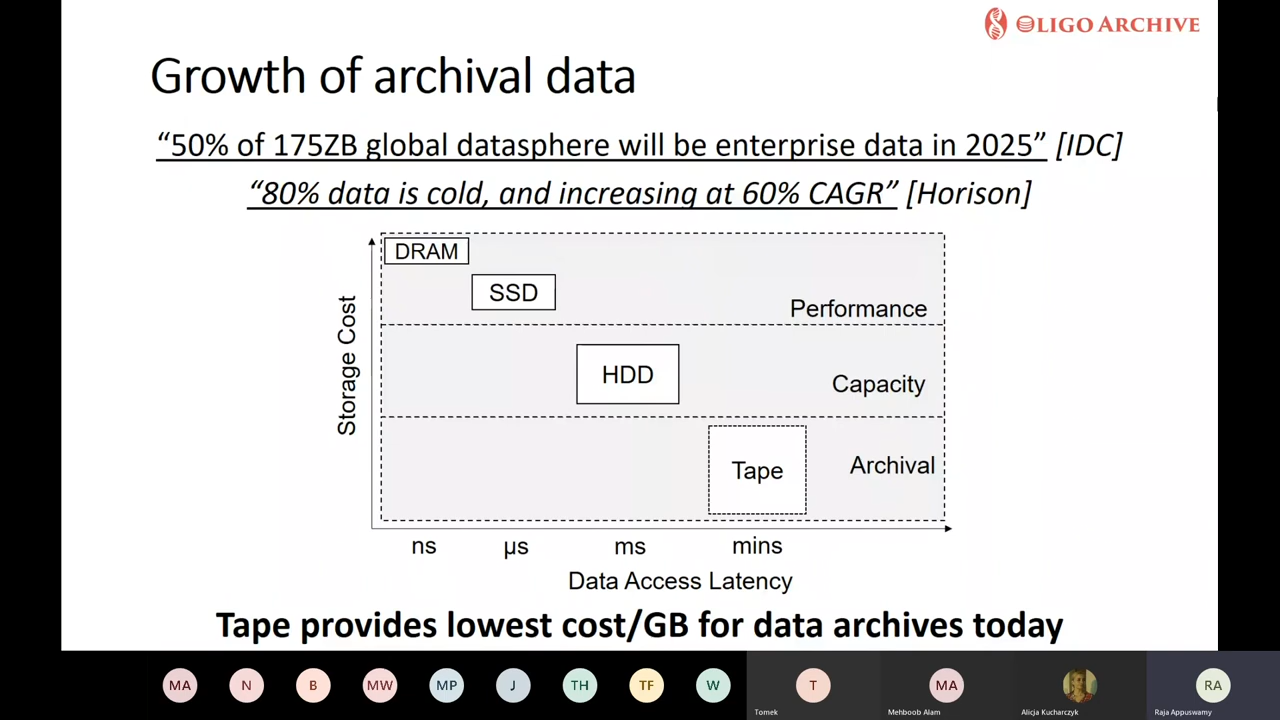 OLIGO ARCHIVE
Growth of archival data
“50% of 175ZB global datasphere will be enterprise data in 2025” [IDC]
“80% data is cold, and increasing at 60% CAGR” [Horison]
DRAM
SSD
Performance
HDD
Capacity
Tape
Archival
Storage Cost
ns µs ms mins
Data Access Latency
Tape provides lowest cost/GB for data archives today
MA N B MW MP J TH TF W T MA RA
Tomek Mehboob Alam Alicja Kucharczyk Raja Appuswamy